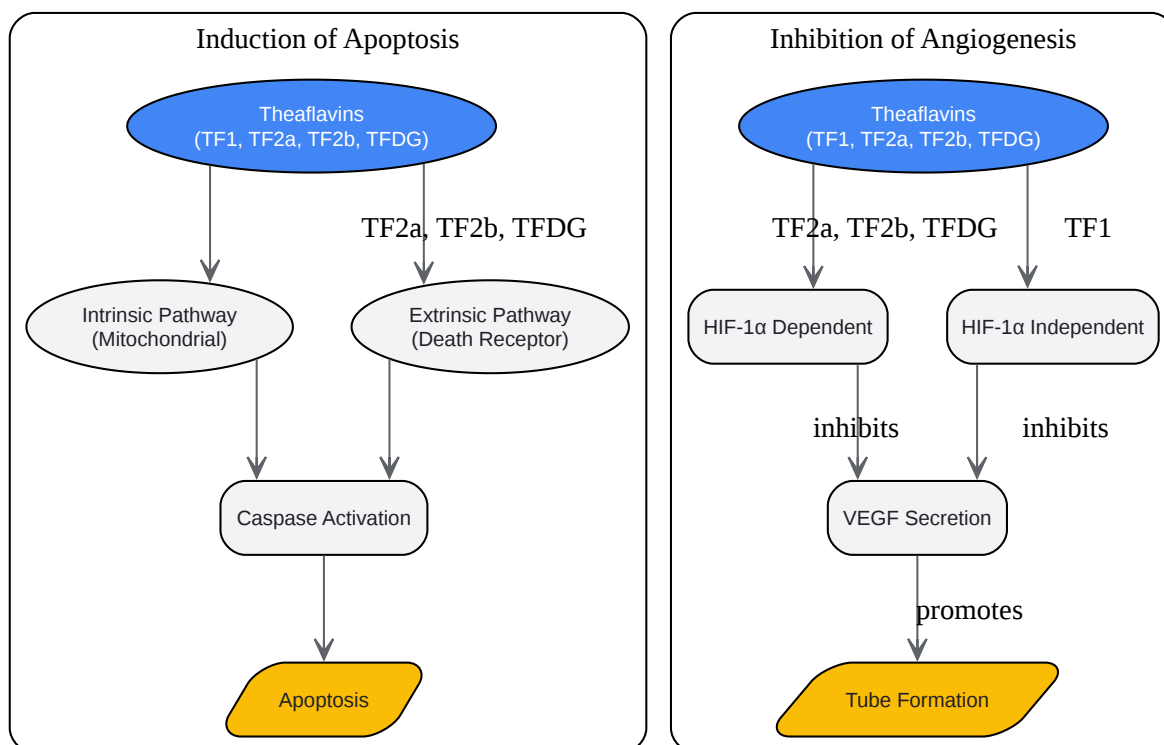 Induction of Apoptosis
Theaflavins
(TF1, TF2a, TF2b, TFDG)
TF2a, TF2b, TFDG
Intrinsic Pathway
(Mitochondrial)
Extrinsic Pathway
(Death Receptor)
Caspase Activation
Apoptosis
Inhibition of Angiogenesis
Theaflavins
(TF1, TF2a, TF2b, TFDG)
TF2a, TF2b, TFDG
TF1
HIF-1α Dependent
HIF-1α Independent
inhibits
inhibits
VEGF Secretion
promotes
Tube Formation